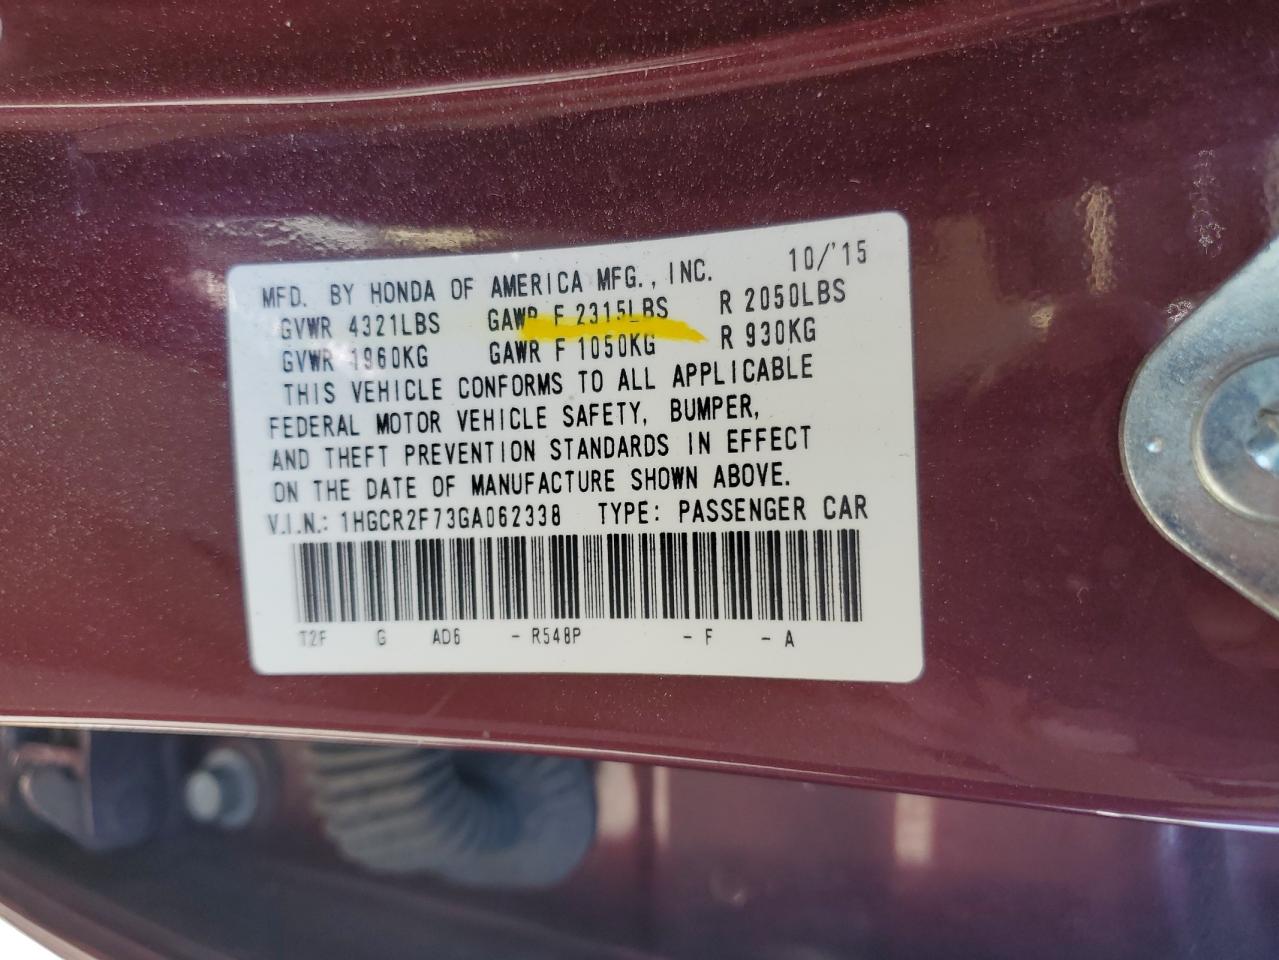 MFD. BY HONDA OF AMERICA MFG., INC. 10/'15
GVWR 4321LBS GAWR F 2315LBS R 2050LBS
GVWR 1960KG GAWR F 1050KG R 930KG
THIS VEHICLE CONFORMS TO ALL APPLICABLE
FEDERAL MOTOR VEHICLE SAFETY, BUMPER,
AND THEFT PREVENTION STANDARDS IN EFFECT
ON THE DATE OF MANUFACTURE SHOWN ABOVE.
V.I.N.: 1HGCR2F73GA062338 TYPE: PASSENGER CAR
T2F G AD6 - R548P - F - A